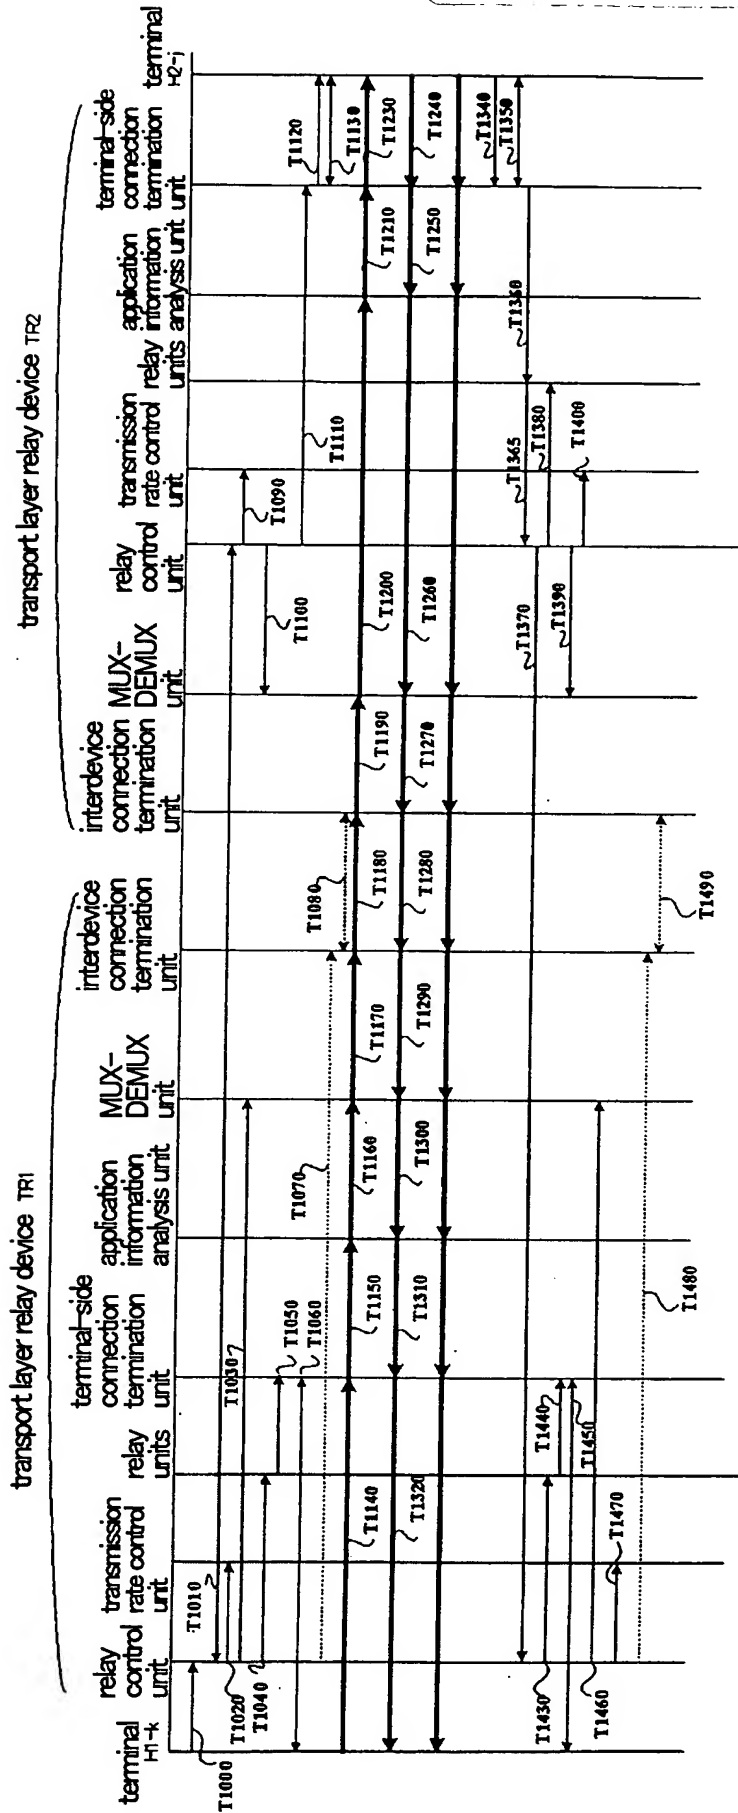 transport layer relay device TR1
transport layer relay device TR2
terminal
H1-k
relay
control
unit
transmission
rate control
unit
relay
units
terminal-side
connection
termination
unit
application
information
analysis unit
MUX-
DEMUX
unit
interdevice
connection
termination
unit
interdevice
connection
termination
unit
MUX-
DEMUX
unit
relay
control
unit
transmission
rate control
unit
relay
units
application
information
analysis unit
terminal-side
connection
termination
unit
terminal
H2-j
T1000
T1010
T1020
T1030
T1040
T1050
T1060
T1070
T1080
T1090
T1100
T1110
T1120
T1130
T1140
T1150
T1160
T1170
T1180
T1190
T1200
T1210
T1230
T1240
T1250
T1260
T1270
T1280
T1290
T1300
T1310
T1320
T1340
T1350
T1360
T1365
T1370
T1380
T1390
T1400
T1430
T1440
T1450
T1460
T1470
T1480
T1490